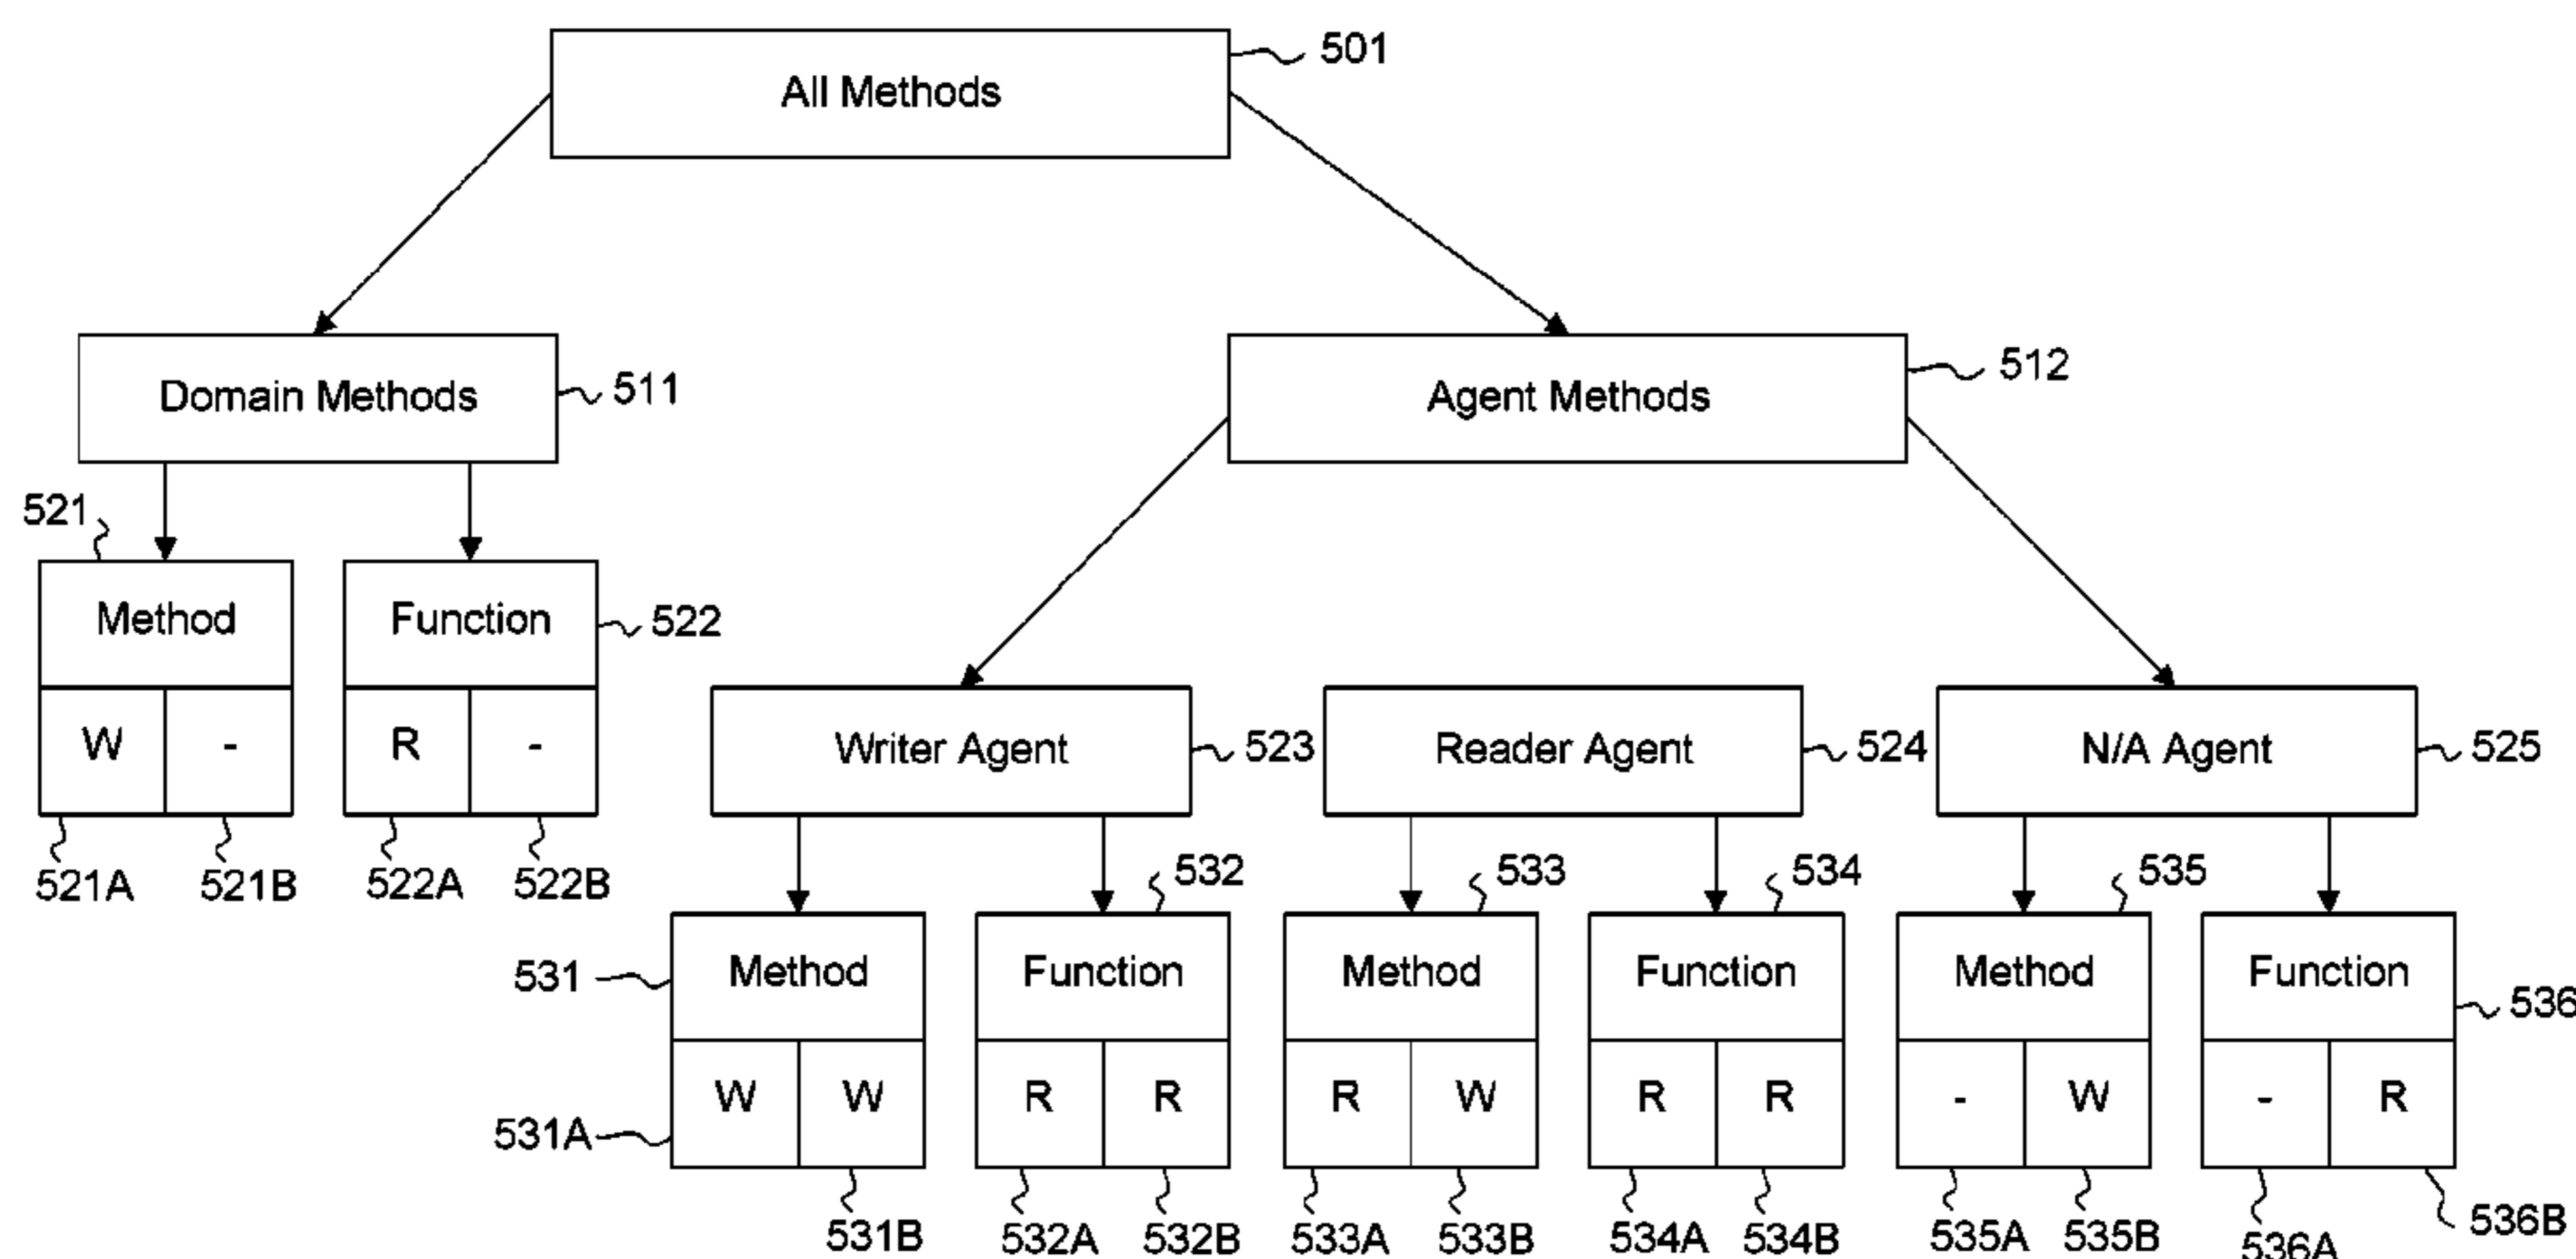 501
All Methods
512
Domain Methods
511
Agent Methods
521
Method
Function
522
W
-
R
-
Writer Agent
523
Reader Agent
524
N/A Agent
525
521A
521B
522A
522B
532
533
534
535
531
Method
Function
Method
Function
Method
Function
536
W
W
R
R
R
W
R
R
-
W
-
R
531A
531B
532A
532B
533A
533B
534A
534B
535A
535B
536A
536B